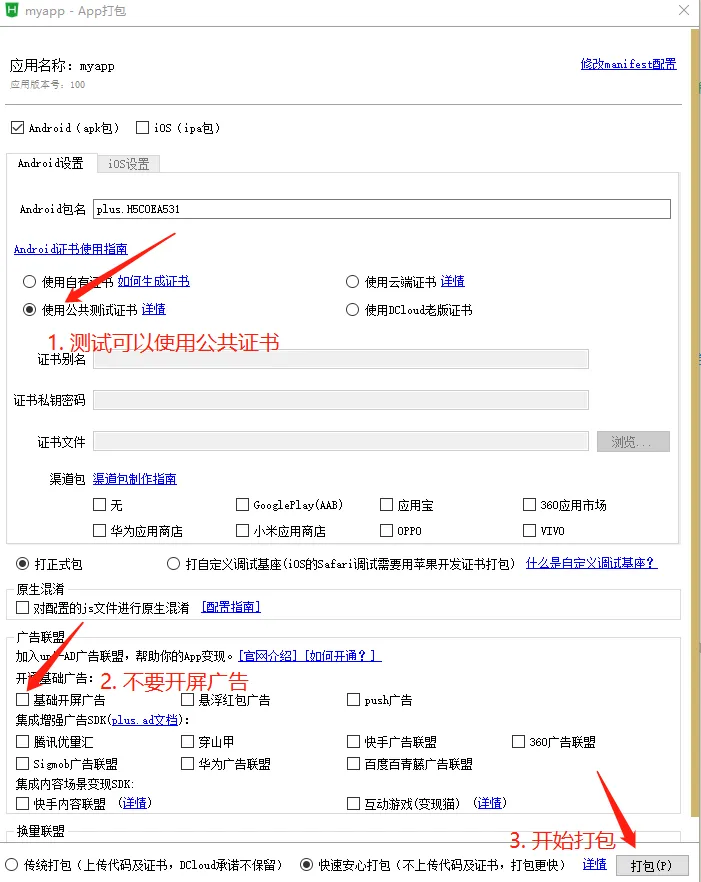 myapp - App打包
应用名称：myapp
修改manifest配置
应用版本号：100
Android（apk包） iOS（ipa包）
Android设置 iOS设置
Android包名 plus.H5C0EA531
Android证书使用指南
使用自有证书 如何生成证书 使用云端证书 详情
使用公共测试证书 详情 使用DCloud老版证书
1. 测试可以使用公共证书
证书别名
证书私钥密码
证书文件 浏览...
渠道包 渠道包制作指南
无 GooglePlay(AAB) 应用宝 360应用市场
华为应用商店 小米应用商店 OPPO VIVO
打正式包 打自定义调试基座(iOS的Safari调试需要用苹果开发证书打包) 什么是自定义调试基座？
原生混淆
对配置的js文件进行原生混淆 [配置指南]
广告联盟
加入uni-AD广告联盟，帮助你的App变现。[官网介绍] [如何开通？]
开通基础广告：
2. 不要开屏广告
基础开屏广告 悬浮红包广告 push广告
集成增强广告SDK(plus.ad文档)：
腾讯优量汇 穿山甲 快手广告联盟 360广告联盟
Sigmob广告联盟 华为广告联盟 百度百青藤广告联盟
集成内容场景变现SDK:
快手内容联盟 （详情） 互动游戏(变现猫) （详情）
换量联盟
3. 开始打包
传统打包（上传代码及证书，DCloud承诺不保留） 快速安心打包（不上传代码及证书，打包更快） 详情 打包(P)